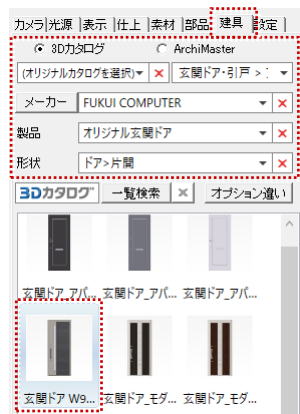 カメラ|光源|表示|仕上|素材|部品 建具 設定|
3Dカタログ ArchiMaster
(オリジナルカタログを選択) × 玄関ドア・引戸 >
メーカー FUKUI COMPUTER ×
製品 オリジナル玄関ドア ×
形状 ドア>片開 ×
3Dカタログ 一覧検索 × オプション違い
玄関ドア_アパ... 玄関ドア_アパ... 玄関ドア_アパ...
玄関ドア W9... 玄関ドア_モダ... 玄関ドア_モダ...